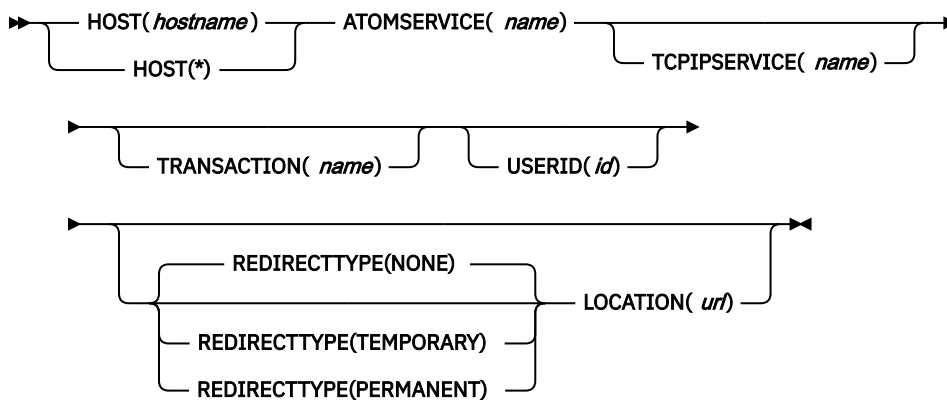 HOST(hostname) ATOMSERVICE( name)
HOST(*) TCPIPSERVICE( name)
TRANSACTION( name) USERID(id)
REDIRECTTYPE(NONE)
LOCATION( url)
REDIRECTTYPE(TEMPORARY)
REDIRECTTYPE(PERMANENT)